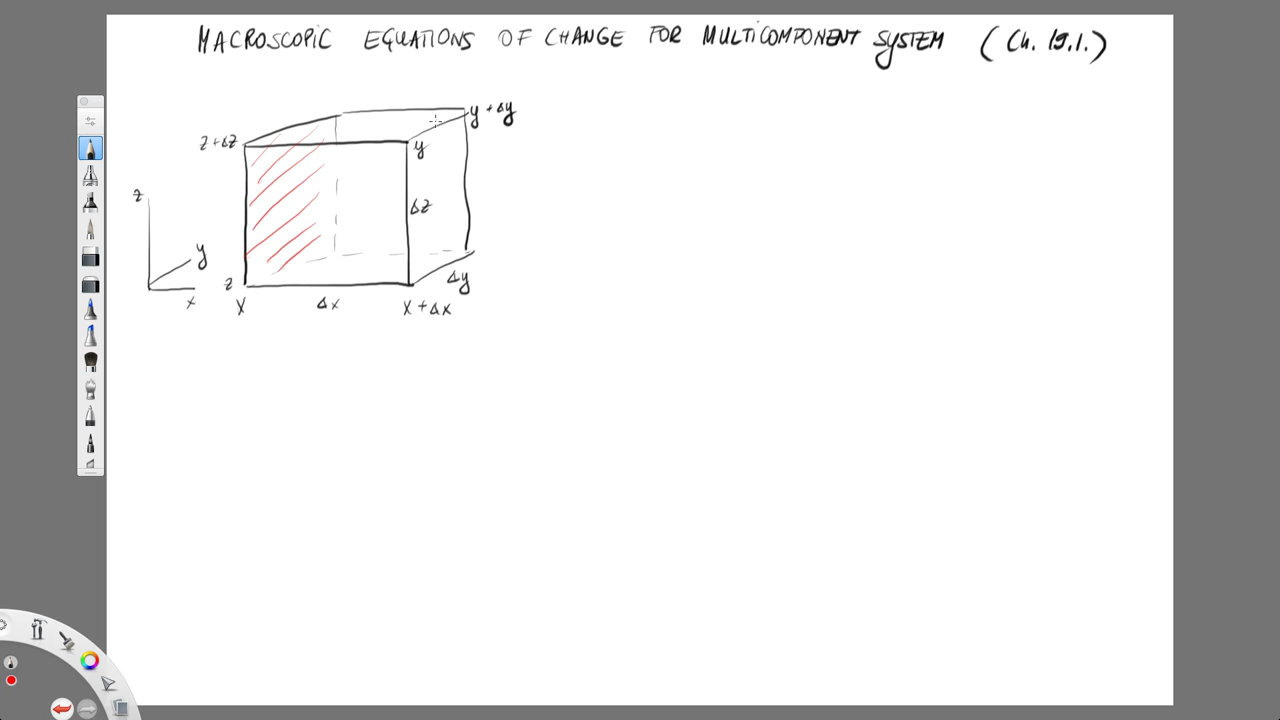 MACROSCOPIC EQUATIONS OF CHANGE FOR MULTICOMPONENT SYSTEM (Ch. 19.1.)
y + Δy
z + Δz
y
z
Δz
y
z
Δy
x
x
Δx
x + Δx